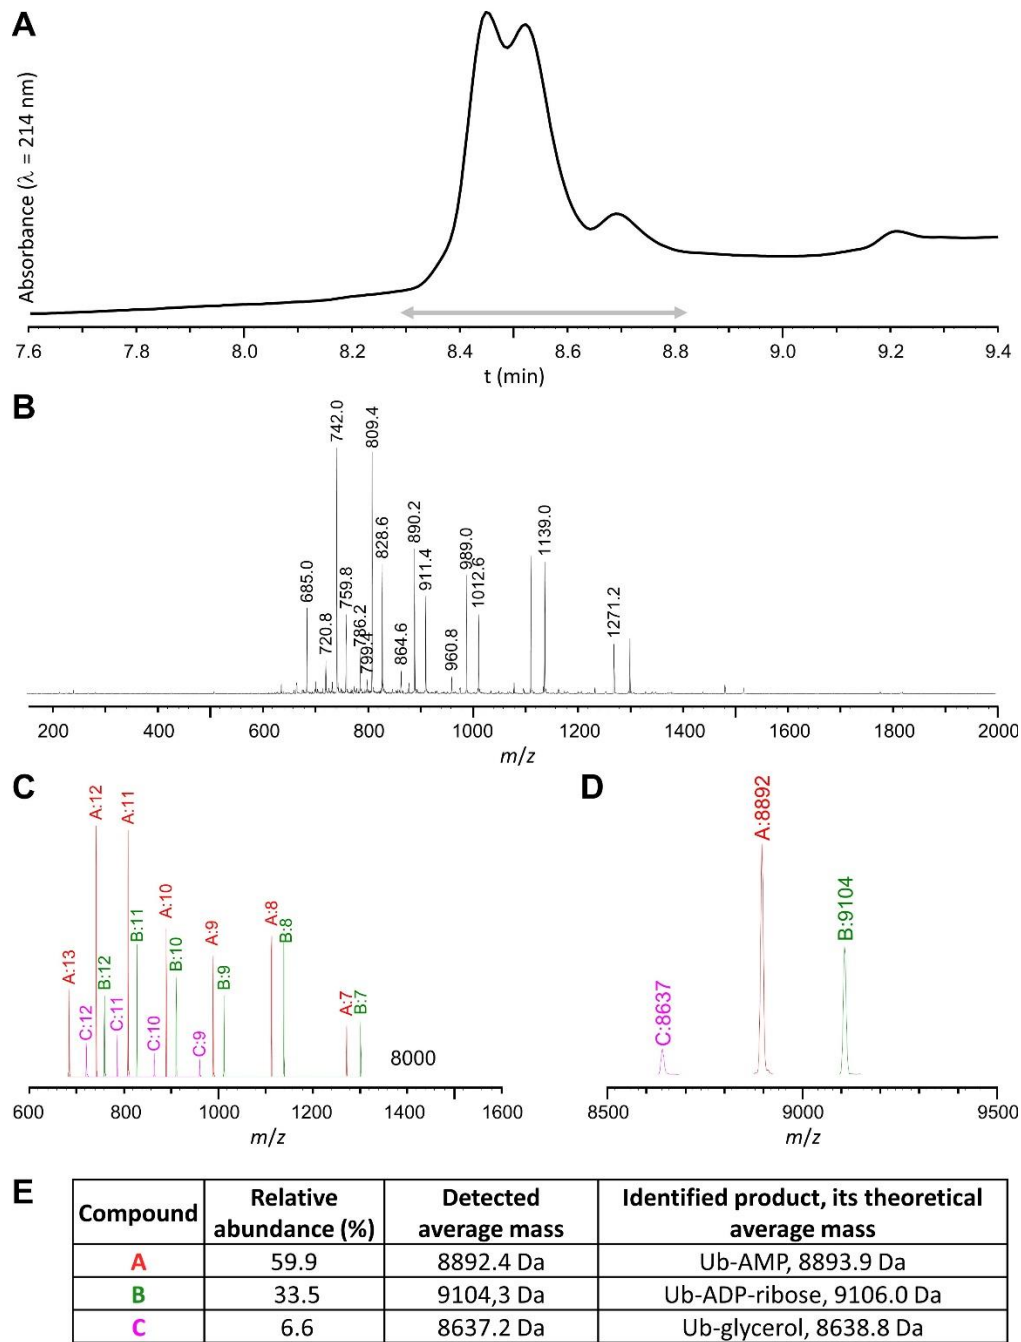 A
Absorbance (λ = 214 nm)
7.6 7.8 8.0 8.2 8.4 8.6 8.8 9.0 9.2 9.4
t (min)
B
685.0
720.8
742.0
759.8
786.2
799.4
809.4
828.6
864.6
890.2
911.4
960.8
989.0
1012.6
1139.0
1271.2
200 400 600 800 1000 1200 1400 1600 1800 2000
m/z
C
A:13
C:12
A:12
B:12
C:11
A:11
B:11
C:10
A:10
B:10
C:9
A:9
B:9
A:8
B:8
A:7
B:7
8000
600 800 1000 1200 1400 1600
m/z
D
C:8637
A:8892
B:9104
8500 9000 9500
m/z
E
Compound Relative abundance (%) Detected average mass Identified product, its theoretical average mass
A 59.9 8892.4 Da Ub-AMP, 8893.9 Da
B 33.5 9104,3 Da Ub-ADP-ribose, 9106.0 Da
C 6.6 8637.2 Da Ub-glycerol, 8638.8 Da